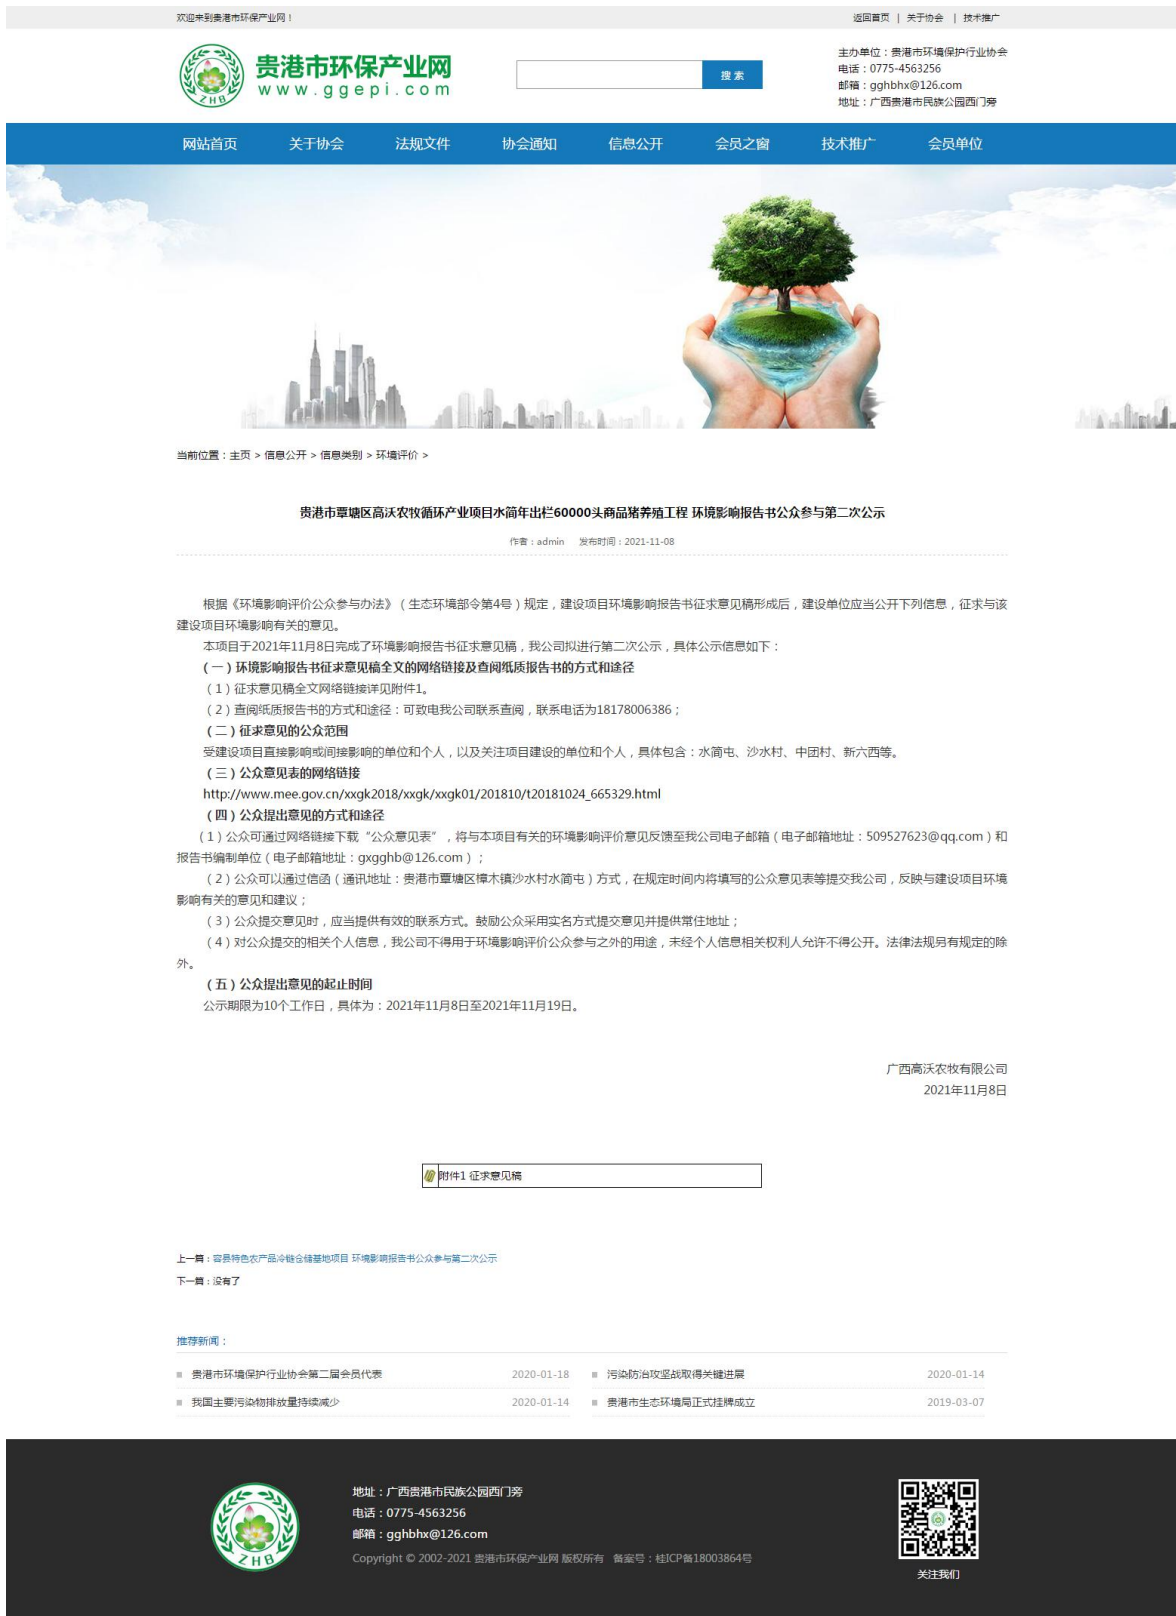 欢迎来到贵港市环保产业网！
返回首页 | 关于协会 | 技术推广
贵港市环保产业网
www.ggepi.com
ZHB
搜 索
主办单位：贵港市环境保护行业协会
电话：0775-4563256
邮箱：gghbhx@126.com
地址：广西贵港市民族公园西门旁
网站首页 关于协会 法规文件 协会通知 信息公开 会员之窗 技术推广 会员单位
当前位置：主页 > 信息公开 > 信息类别 > 环境评价 >
贵港市覃塘区高沃农牧循环产业项目水简年出栏60000头商品猪养殖工程 环境影响报告书公众参与第二次公示
作者：admin 发布时间：2021-11-08
根据《环境影响评价公众参与办法》（生态环境部令第4号）规定，建设项目环境影响报告书征求意见稿形成后，建设单位应当公开下列信息，征求与该
建设项目环境影响有关的意见。
本项目于2021年11月8日完成了环境影响报告书征求意见稿，我公司拟进行第二次公示，具体公示信息如下：
（一）环境影响报告书征求意见稿全文的网络链接及查阅纸质报告书的方式和途径
（1）征求意见稿全文网络链接详见附件1。
（2）查阅纸质报告书的方式和途径：可致电我公司联系查阅，联系电话为18178006386；
（二）征求意见的公众范围
受建设项目直接影响或间接影响的单位和个人，以及关注项目建设的单位和个人，具体包含：水简屯、沙水村、中团村、新六西等。
（三）公众意见表的网络链接
http://www.mee.gov.cn/xxgk2018/xxgk/xxgk01/201810/t20181024_665329.html
（四）公众提出意见的方式和途径
（1）公众可通过网络链接下载“公众意见表”，将与本项目有关的环境影响评价意见反馈至我公司电子邮箱（电子邮箱地址：509527623@qq.com）和
报告书编制单位（电子邮箱地址：gxgghb@126.com）；
（2）公众可以通过信函（通讯地址：贵港市覃塘区樟木镇沙水村水简屯）方式，在规定时间内将填写的公众意见表等提交我公司，反映与建设项目环境
影响有关的意见和建议；
（3）公众提交意见时，应当提供有效的联系方式。鼓励公众采用实名方式提交意见并提供常住地址；
（4）对公众提交的相关个人信息，我公司不得用于环境影响评价公众参与之外的用途，未经个人信息相关权利人允许不得公开。法律法规另有规定的除
外。
（五）公众提出意见的起止时间
公示期限为10个工作日，具体为：2021年11月8日至2021年11月19日。
广西高沃农牧有限公司
2021年11月8日
附件1 征求意见稿
上一篇：容县特色农产品冷链仓储基地项目 环境影响报告书公众参与第二次公示
下一篇：没有了
推荐新闻：
贵港市环境保护行业协会第二届会员代表 2020-01-18
污染防治攻坚战取得关键进展 2020-01-14
我国主要污染物排放量持续减少 2020-01-14
贵港市生态环境局正式挂牌成立 2019-03-07
ZHB
地址：广西贵港市民族公园西门旁
电话：0775-4563256
邮箱：gghbhx@126.com
Copyright © 2002-2021 贵港市环保产业网 版权所有 备案号：桂ICP备18003864号
关注我们